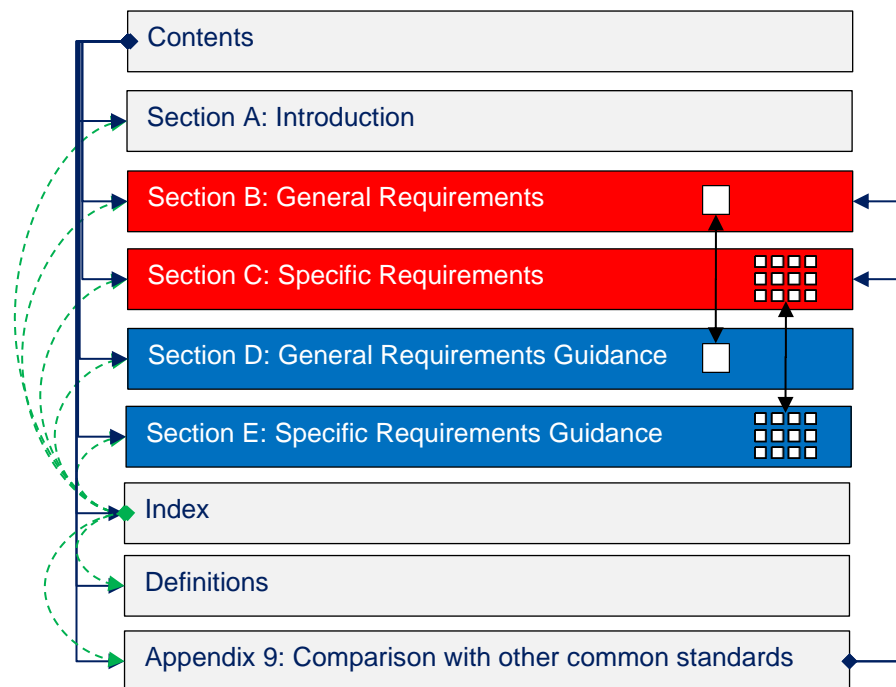 Contents
Section A: Introduction
Section B: General Requirements
Section C: Specific Requirements
Section D: General Requirements Guidance
Section E: Specific Requirements Guidance
Index
Definitions
Appendix 9: Comparison with other common standards